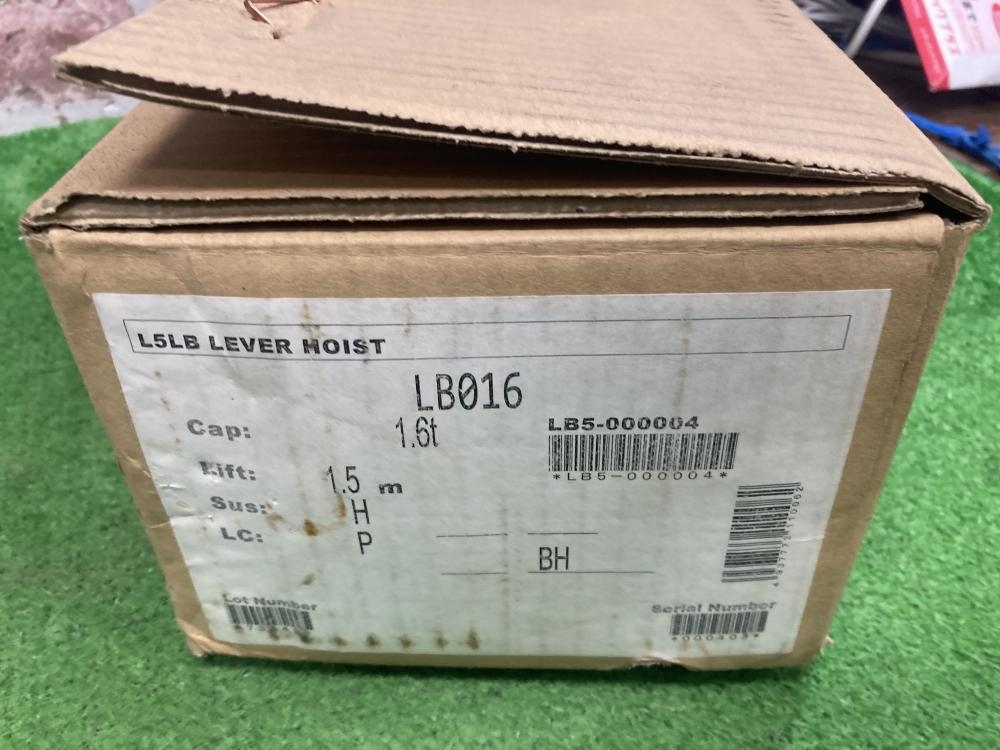 L5LB LEVER HOIST
LB016
Cap: 1.6t
LB5-000004
*LB5-000004*
Lift: 1.5 m
Sus: H
LC: P
BH
Lot Number
Serial Number
*000403*